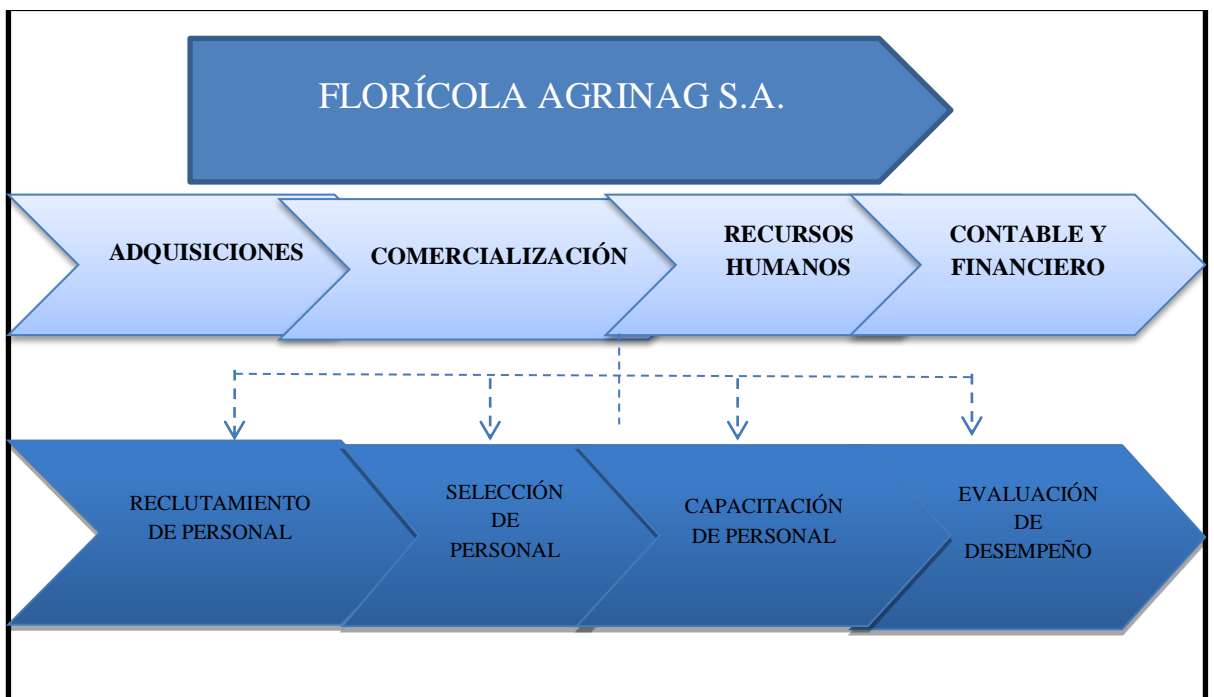 FLORÍCOLA AGRINAG S.A.
ADQUISICIONES
COMERCIALIZACIÓN
RECURSOS
HUMANOS
CONTABLE Y
FINANCIERO
RECLUTAMIENTO
DE PERSONAL
SELECCIÓN
DE
PERSONAL
CAPACITACIÓN
DE PERSONAL
EVALUACIÓN
DE
DESEMPEÑO